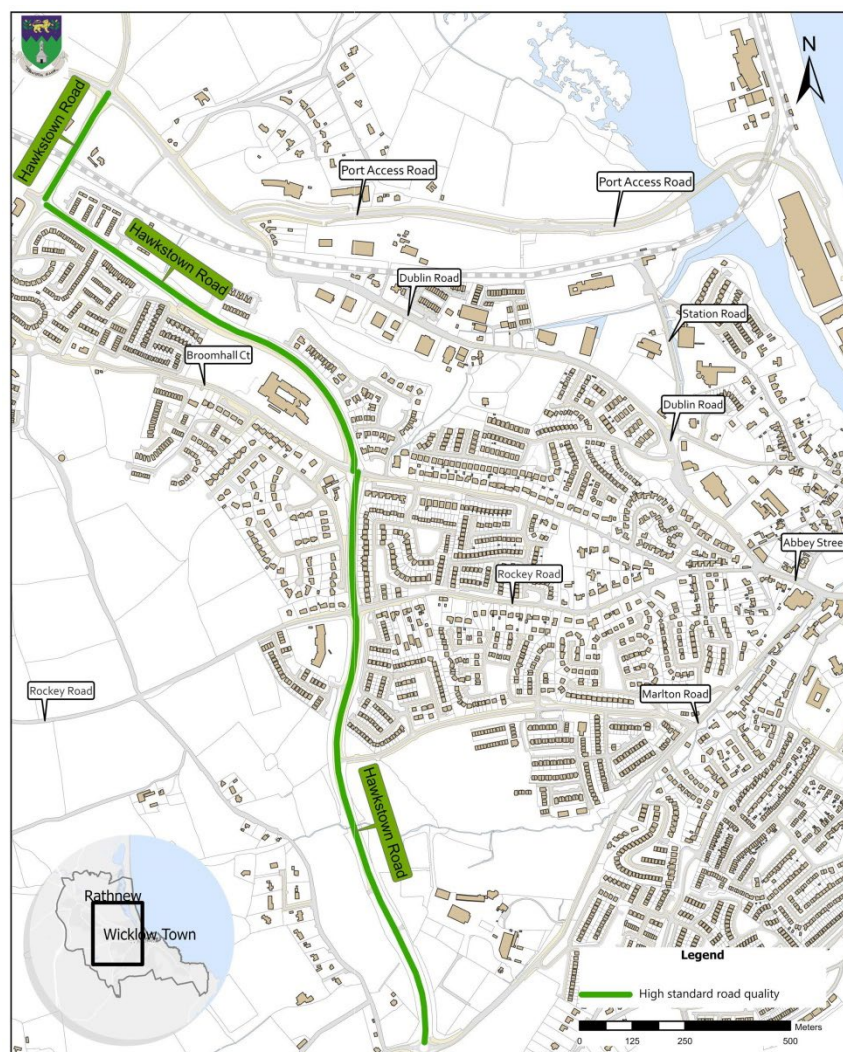 N
Hawkstown Road
Port Access Road
Port Access Road
Hawkstown Road
Dublin Road
Station Road
Broomhall Ct
Dublin Road
Abbey Street
Rockey Road
Rockey Road
Marlton Road
Hawkstown Road
Rathnew
Wicklow Town
Legend
High standard road quality
Meters
0 125 250 500